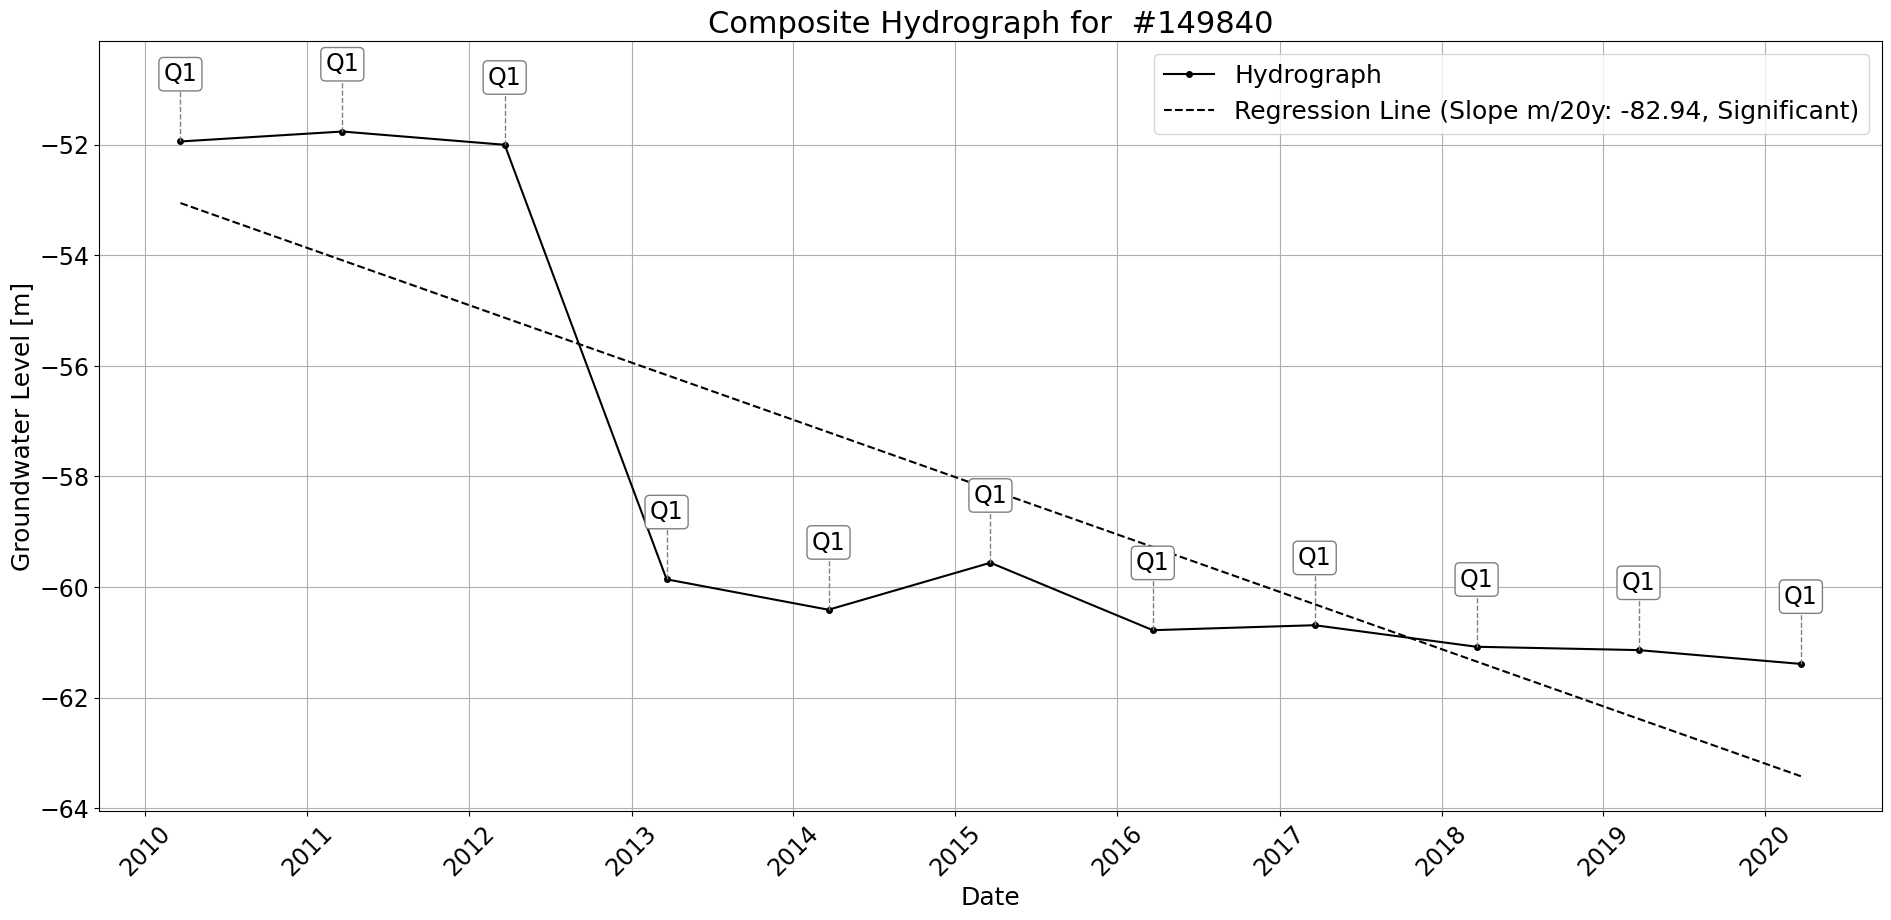 Composite Hydrograph for  #149840
Hydrograph
Regression Line (Slope m/20y: -82.94, Significant)
Q1
Q1
Q1
Q1
Q1
Q1
Q1
Q1
Q1
Q1
Q1
Groundwater Level [m]
−52
−54
−56
−58
−60
−62
−64
2010
2011
2012
2013
2014
2015
2016
2017
2018
2019
2020
Date